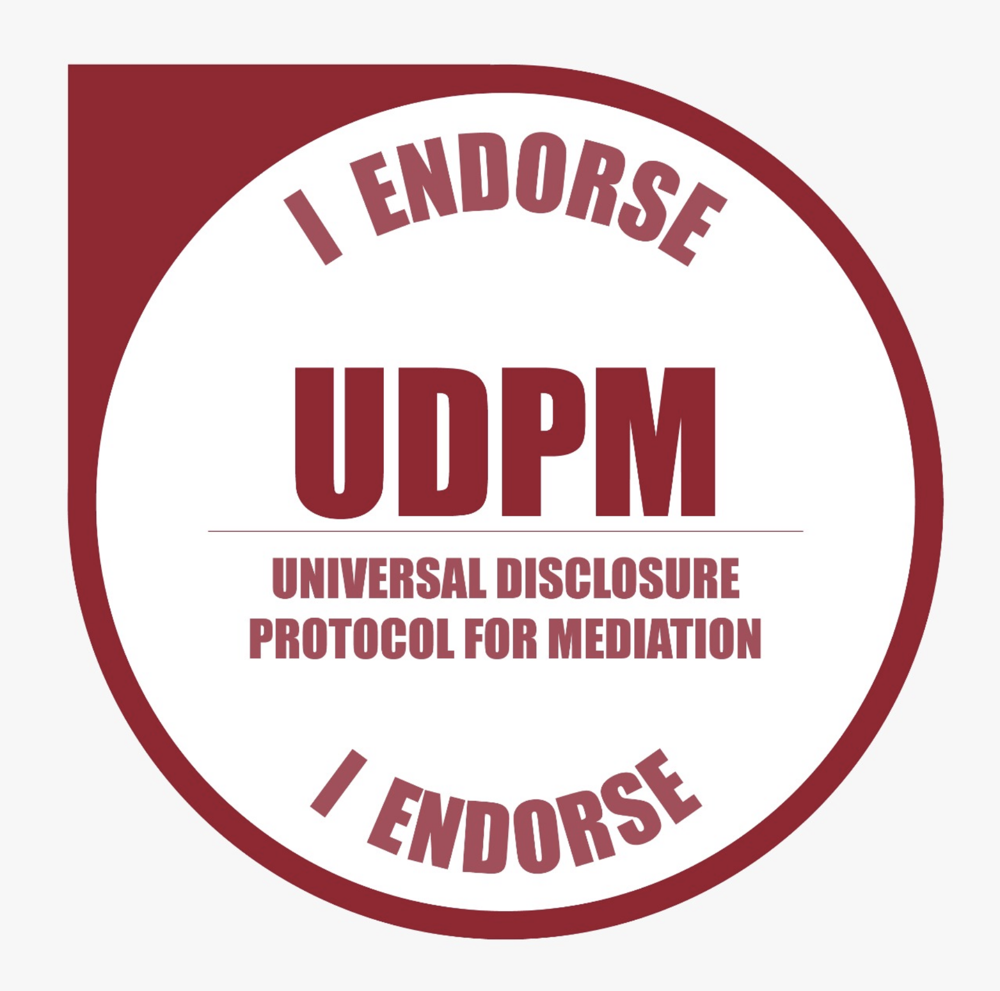 I ENDORSE
UDPM
UNIVERSAL DISCLOSURE
PROTOCOL FOR MEDIATION
I ENDORSE